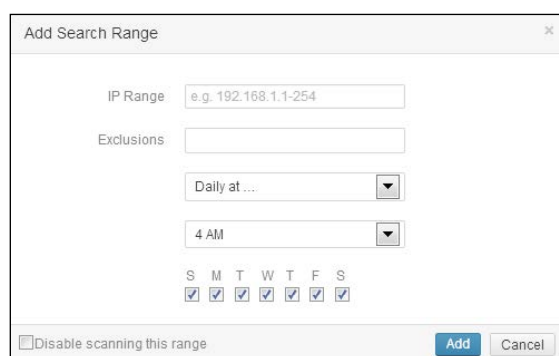 Add Search Range ×
IP Range e.g. 192.168.1.1-254
Exclusions
Daily at ...
4 AM
S M T W T F S
Disable scanning this range Add Cancel